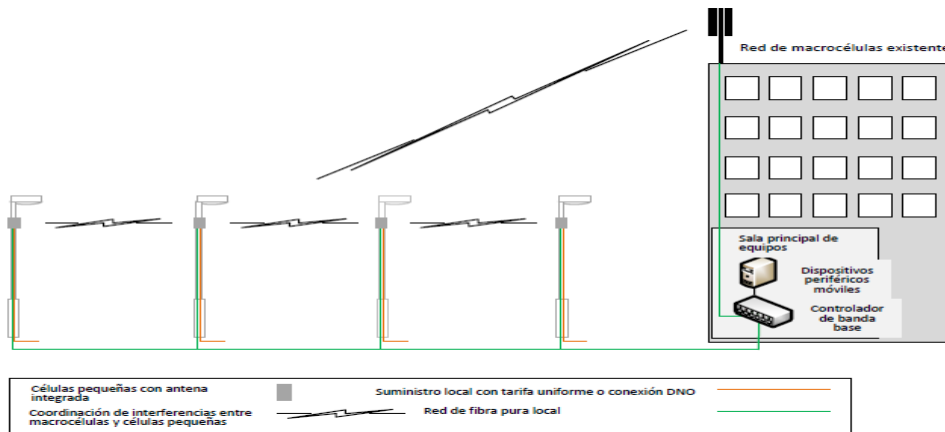 Red de macrocélulas existente
Sala principal de
equipos
Dispositivos
periféricos
móviles
Controlador
de banda
base
Células pequeñas con antena
integrada
Suministro local con tarifa uniforme o conexión DNO
Coordinación de interferencias entre
macrocélulas y células pequeñas
Red de fibra pura local